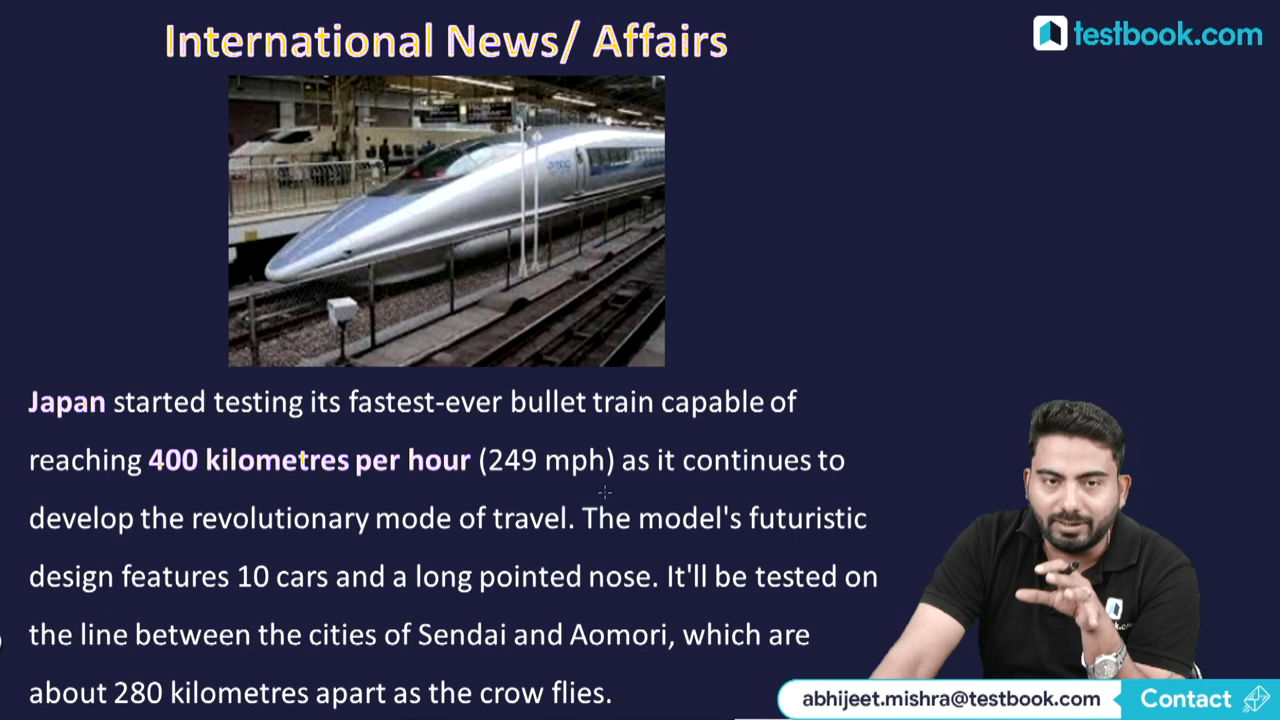 International News/ Affairs
testbook.com
Japan started testing its fastest-ever bullet train capable of
reaching 400 kilometres per hour (249 mph) as it continues to
develop the revolutionary mode of travel. The model's futuristic
design features 10 cars and a long pointed nose. It'll be tested on
the line between the cities of Sendai and Aomori, which are
about 280 kilometres apart as the crow flies.
abhijeet.mishra@testbook.com
Contact